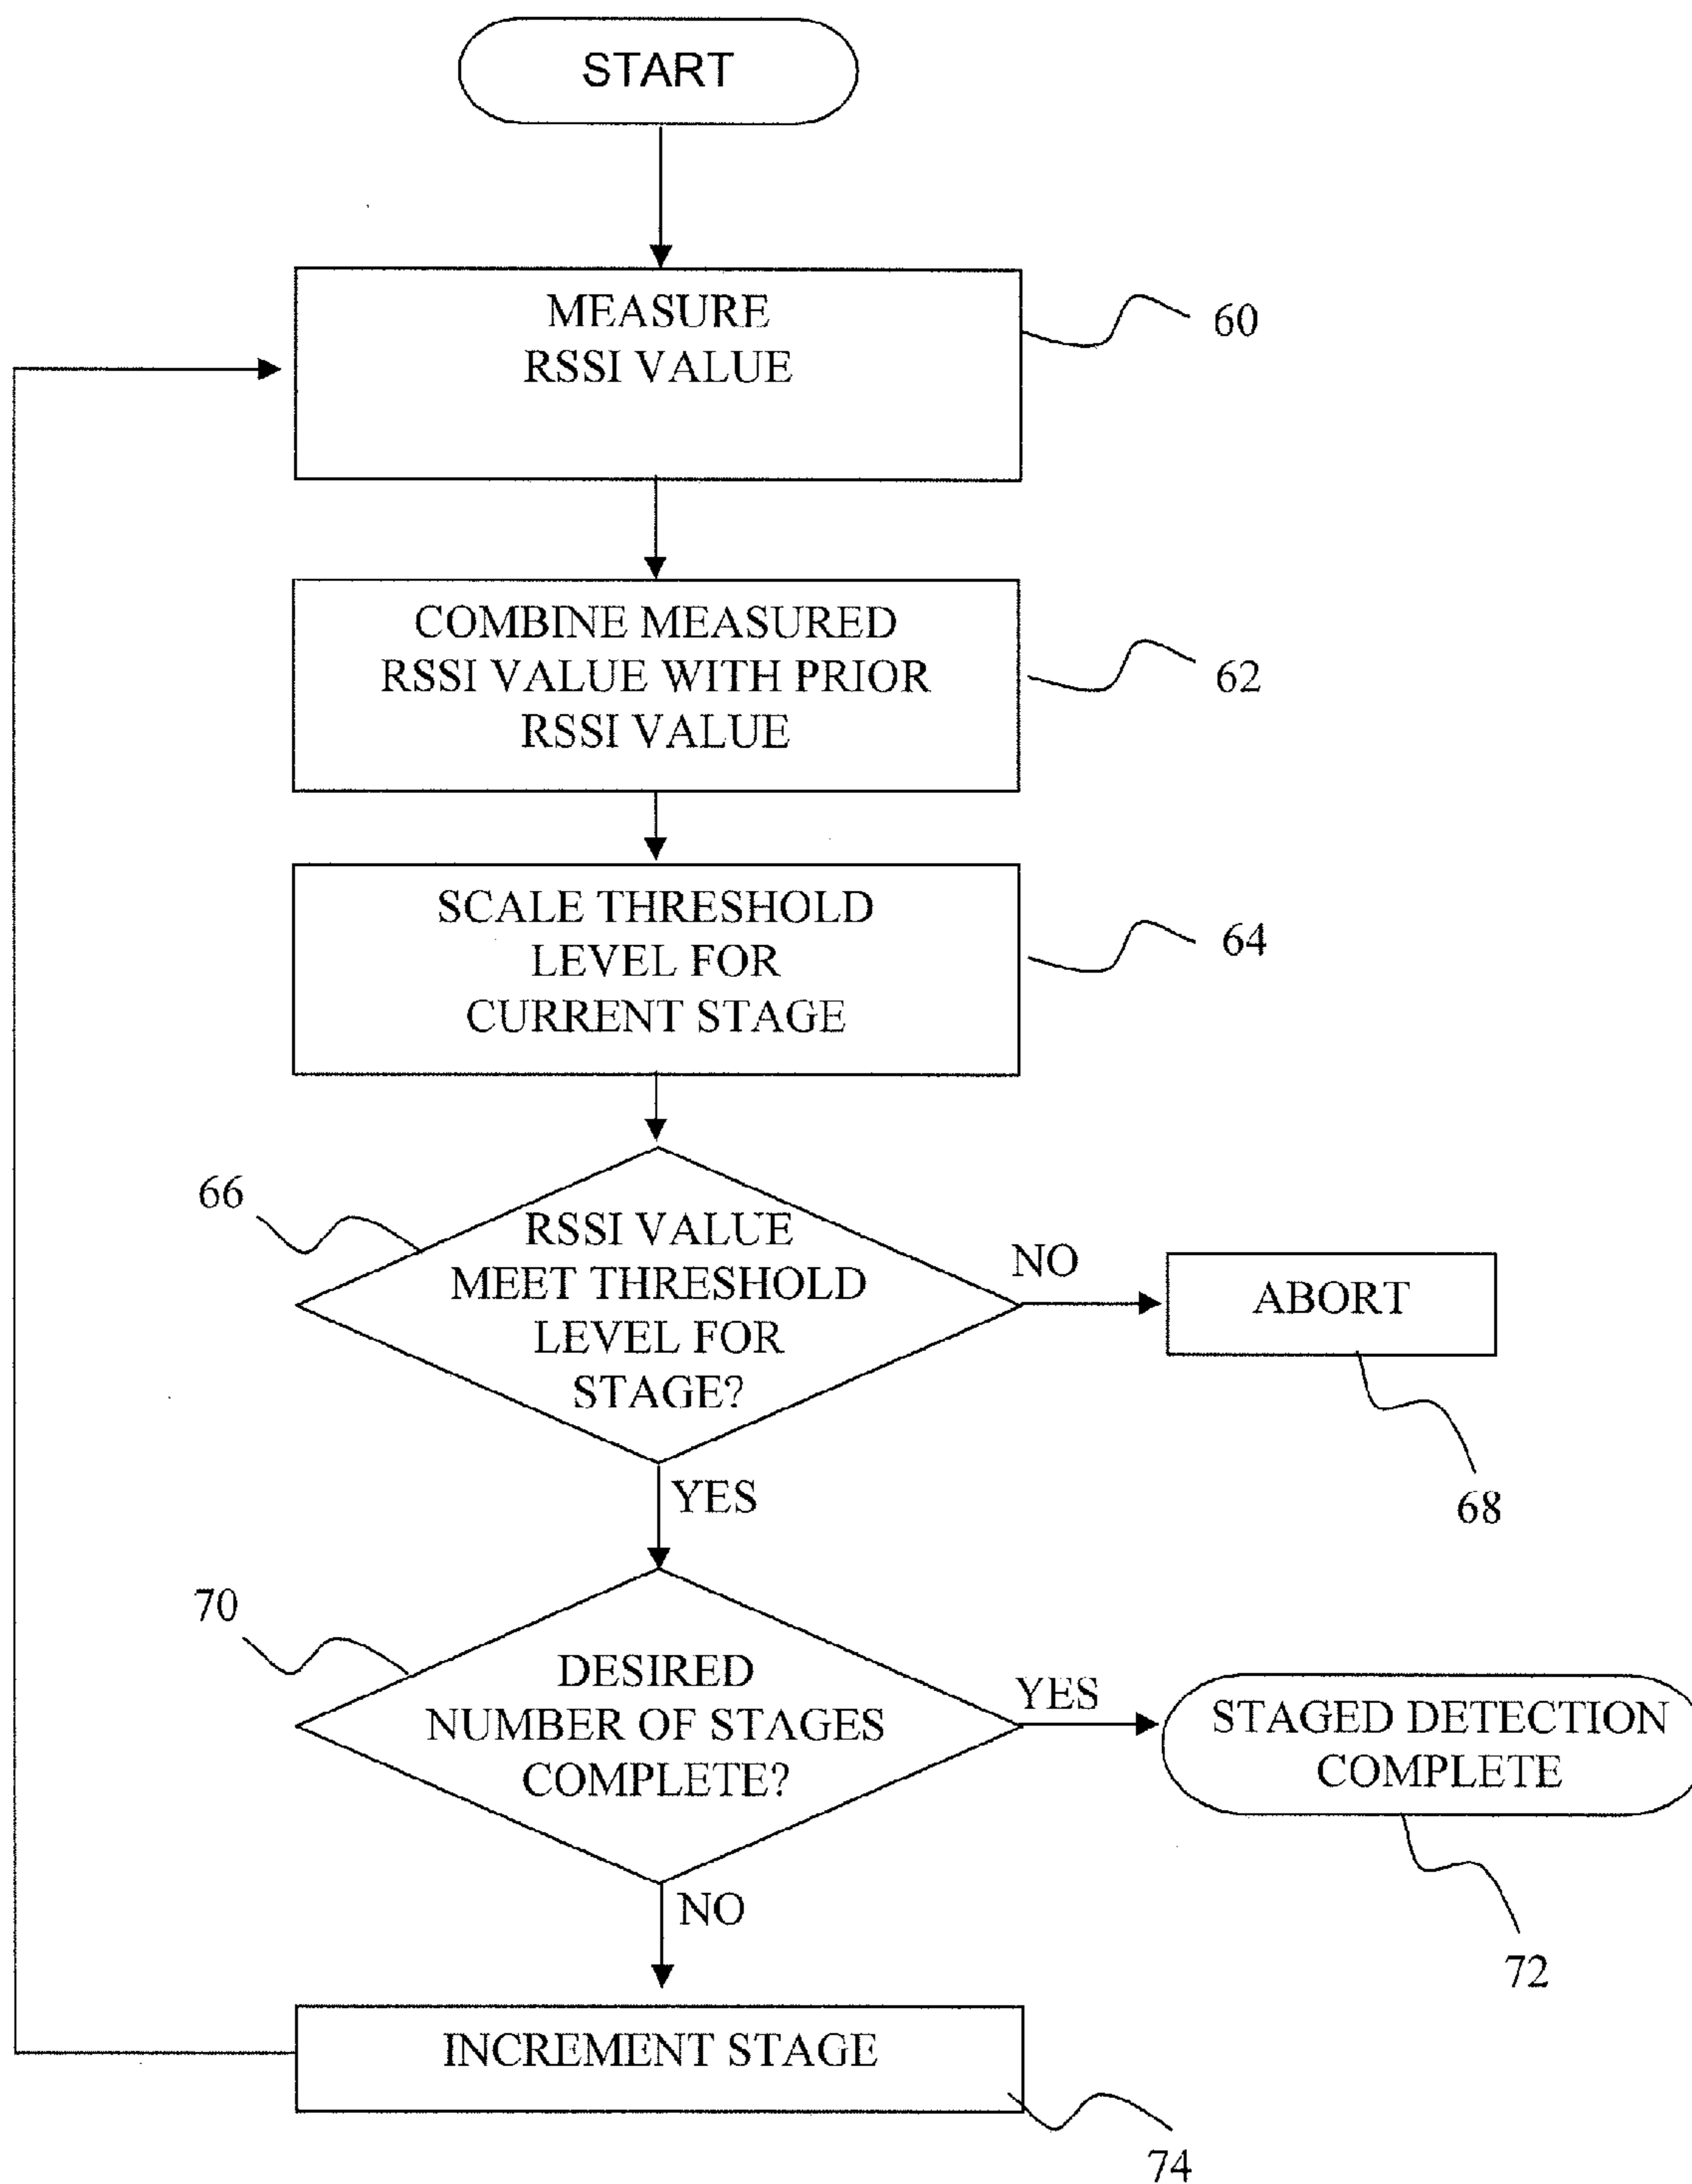 START
MEASURE
RSSI VALUE
60
COMBINE MEASURED
RSSI VALUE WITH PRIOR
RSSI VALUE
62
SCALE THRESHOLD
LEVEL FOR
CURRENT STAGE
64
66
RSSI VALUE
MEET THRESHOLD
LEVEL FOR
STAGE?
NO
ABORT
68
YES
70
DESIRED
NUMBER OF STAGES
COMPLETE?
YES
STAGED DETECTION
COMPLETE
72
NO
INCREMENT STAGE
74